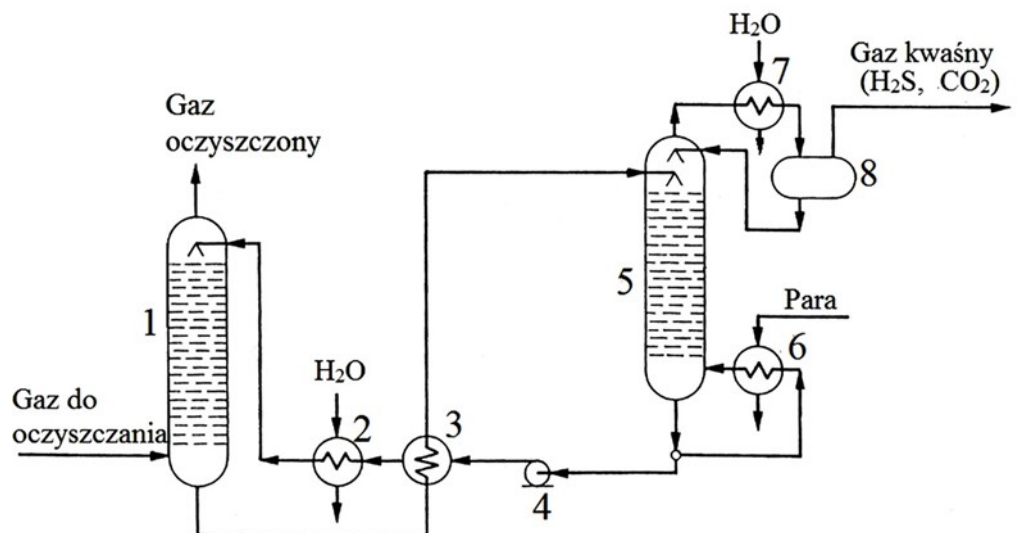 H₂O
7
Gaz kwaśny
(H₂S, CO₂)
Gaz
oczyszczony
8
5
Para
1
6
H₂O
Gaz do
oczyszczania
2
3
4